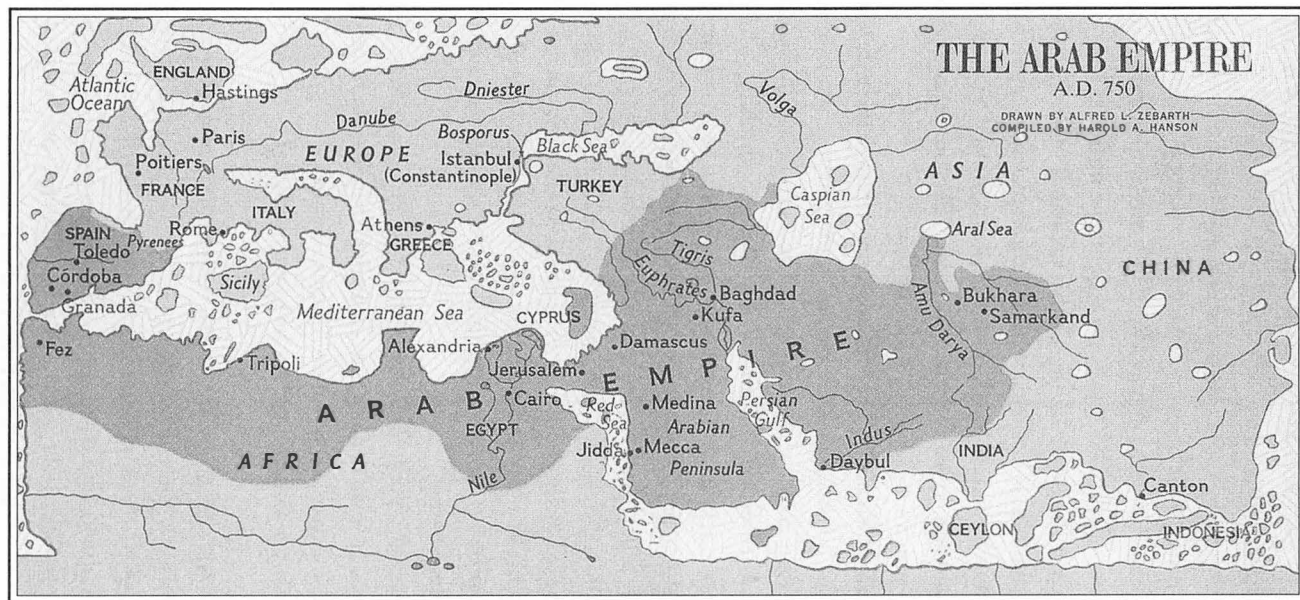 THE ARAB EMPIRE
A.D. 750
DRAWN BY ALFRED L. ZEBARTH
COMPILED BY HAROLD A. HANSON
Atlantic
Ocean
ENGLAND
Hastings
Paris
Poitiers
FRANCE
EUROPE
Danube
Dniester
Bosporus
Istanbul
(Constantinople)
Black Sea
TURKEY
Volga
Caspian
Sea
ASIA
Aral Sea
CHINA
SPAIN
Toledo
Pyrenees
Córdoba
Granada
ITALY
Rome
Sicily
Athens
GREECE
Mediterranean Sea
CYPRUS
Tigris
Euphrates
Baghdad
Kufa
Amu Darya
Bukhara
Samarkand
Fez
Tripoli
Alexandria
Jerusalem
Damascus
ARAB EMPIRE
Cairo
EGYPT
Nile
AFRICA
Red
Sea
Medina
Jidda
Mecca
Arabian
Peninsula
Persian
Gulf
Indus
Daybul
INDIA
CEYLON
Canton
INDONESIA